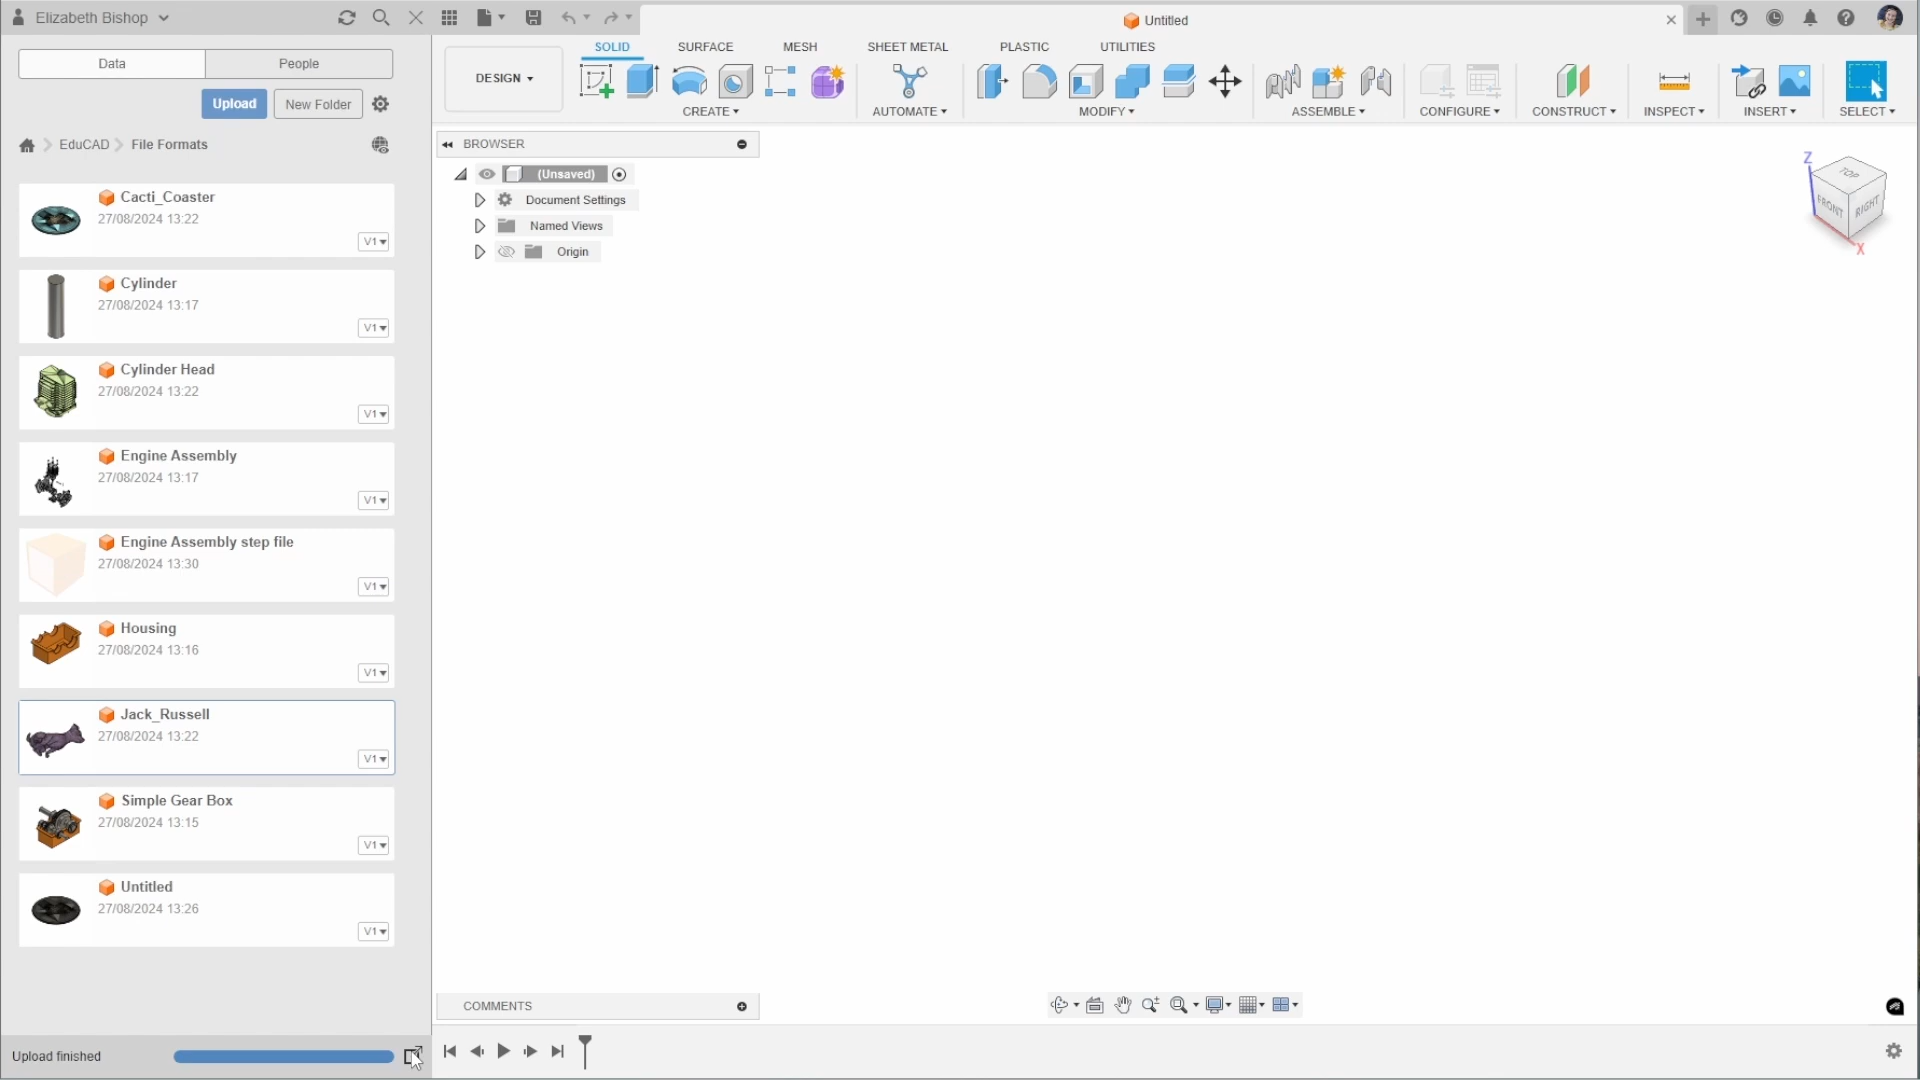 Elizabeth Bishop
Untitled
Data
People
Upload
New Folder
EduCAD
File Formats
Cacti_Coaster
27/08/2024 13:22
V1
Cylinder
27/08/2024 13:17
V1
Cylinder Head
27/08/2024 13:22
V1
Engine Assembly
27/08/2024 13:17
V1
Engine Assembly step file
27/08/2024 13:30
V1
Housing
27/08/2024 13:16
V1
Jack_Russell
27/08/2024 13:22
V1
Simple Gear Box
27/08/2024 13:15
V1
Untitled
27/08/2024 13:26
V1
Upload finished
DESIGN
SOLID
SURFACE
MESH
SHEET METAL
PLASTIC
UTILITIES
CREATE
AUTOMATE
MODIFY
ASSEMBLE
CONFIGURE
CONSTRUCT
INSPECT
INSERT
SELECT
BROWSER
(Unsaved)
Document Settings
Named Views
Origin
Z
TOP
FRONT
RIGHT
X
COMMENTS